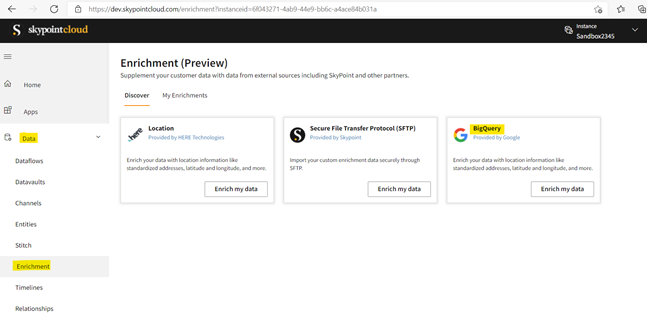 https://dev.skypointcloud.com/enrichment?instanceid=6f043271-4ab9-44e9-bb6c-a4ace84b031a
skypointcloud
Instance
Sandbox2345
Home
Apps
Data
Dataflows
Datavaults
Channels
Entities
Stitch
Enrichment
Timelines
Relationships
Enrichment (Preview)
Supplement your customer data with data from external sources including SkyPoint and other partners.
Discover
My Enrichments
here
Location
Provided by HERE Technologies
Enrich your data with location information like
standardized addresses, latitude and longitude, and more.
Enrich my data
Secure File Transfer Protocol (SFTP)
Provided by Skypoint
Import your custom enrichment data securely through
SFTP.
Enrich my data
BigQuery
Provided by Google
Enrich your data with location information like
standardized addresses, latitude and longitude, and more.
Enrich my data